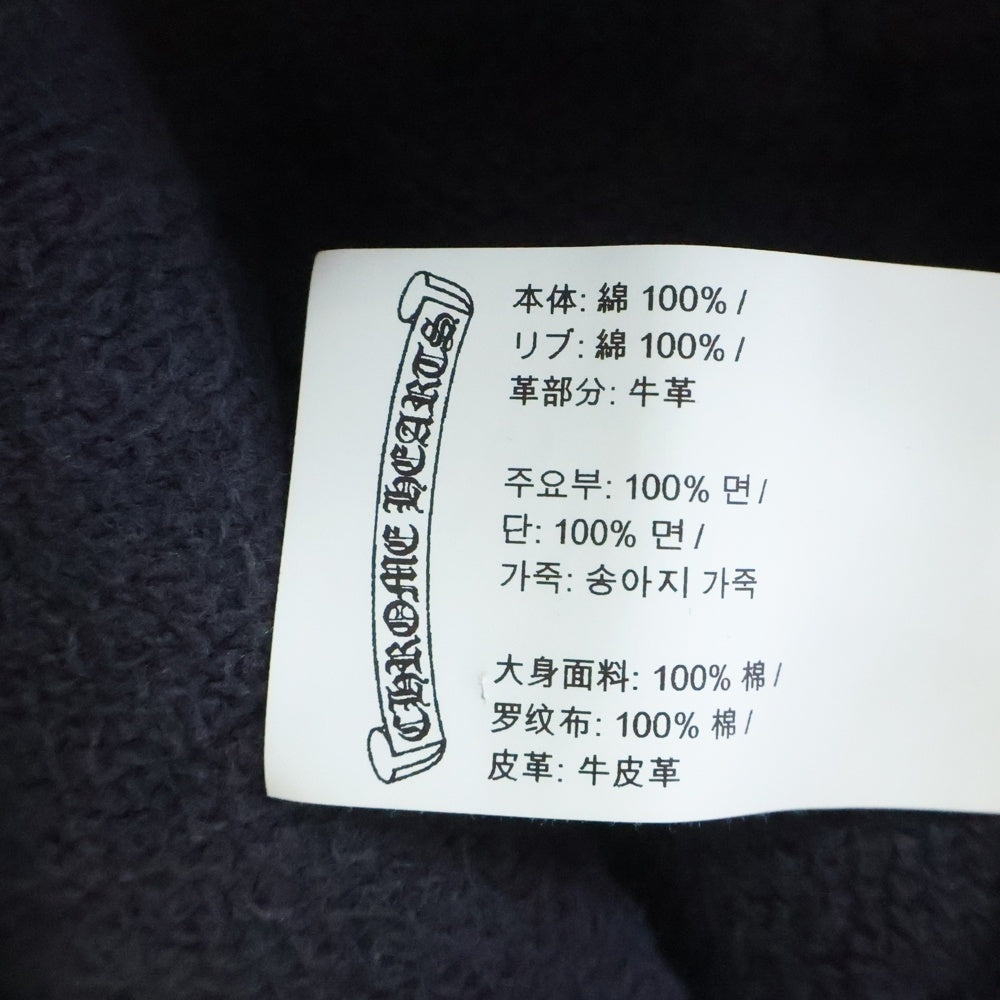 CHROME HEARTS
本体: 綿 100% /
リブ: 綿 100% /
革部分: 牛革
주요부: 100% 면 /
단: 100% 면 /
가죽: 송아지 가죽
大身面料: 100% 棉 /
罗纹布: 100% 棉 /
皮革: 牛皮革